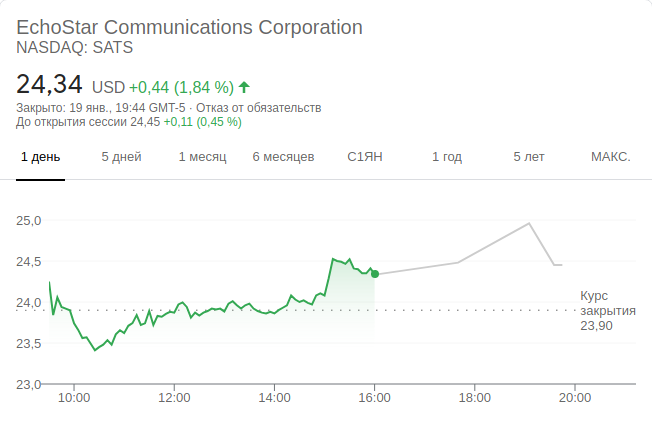 EchoStar Communications Corporation
NASDAQ: SATS
24,34 USD +0,44 (1,84 %)
Закрыто: 19 янв., 19:44 GMT-5 · Отказ от обязательств
До открытия сессии 24,45 +0,11 (0,45 %)
1 день 5 дней 1 месяц 6 месяцев С1ЯН 1 год 5 лет МАКС.
25,0
24,5
24,0
23,5
23,0
Курс
закрытия
23,90
10:00 12:00 14:00 16:00 18:00 20:00